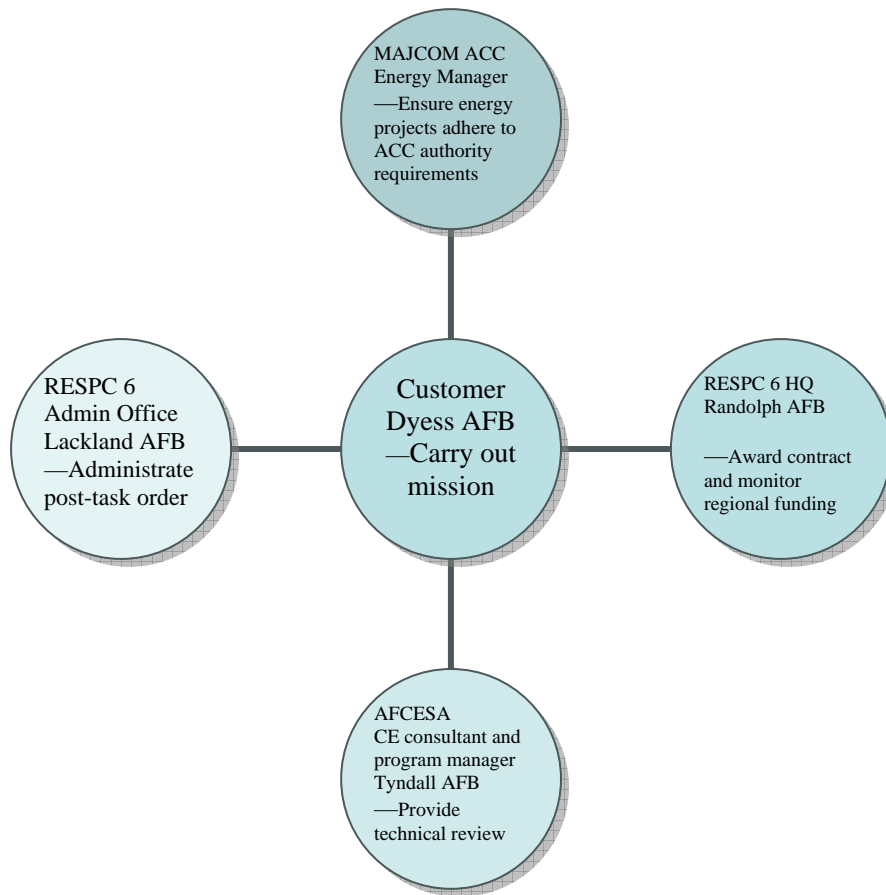 MAJCOM ACC
Energy Manager
—Ensure energy
projects adhere to
ACC authority
requirements
RESPC 6
Admin Office
Lackland AFB
—Administrate
post-task order
Customer
Dyess AFB
—Carry out
mission
RESPC 6 HQ
Randolph AFB
—Award contract
and monitor
regional funding
AFCESA
CE consultant and
program manager
Tyndall AFB
—Provide
technical review